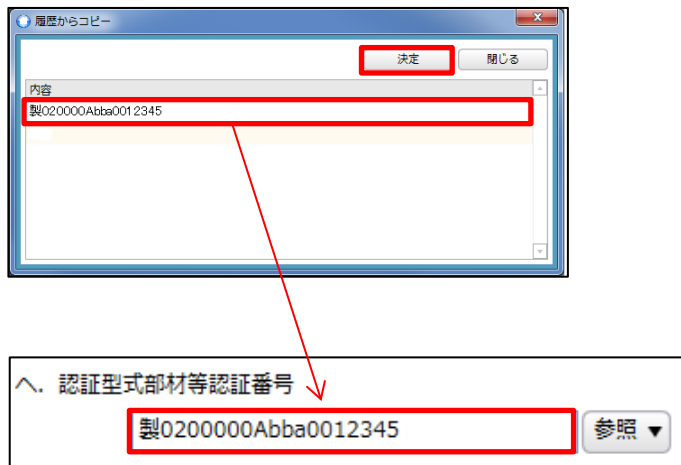 履歴からコピー
決定 閉じる
内容
製020000Abba0012345
へ. 認証型式部材等認証番号
製0200000Abba0012345 参照 ▼